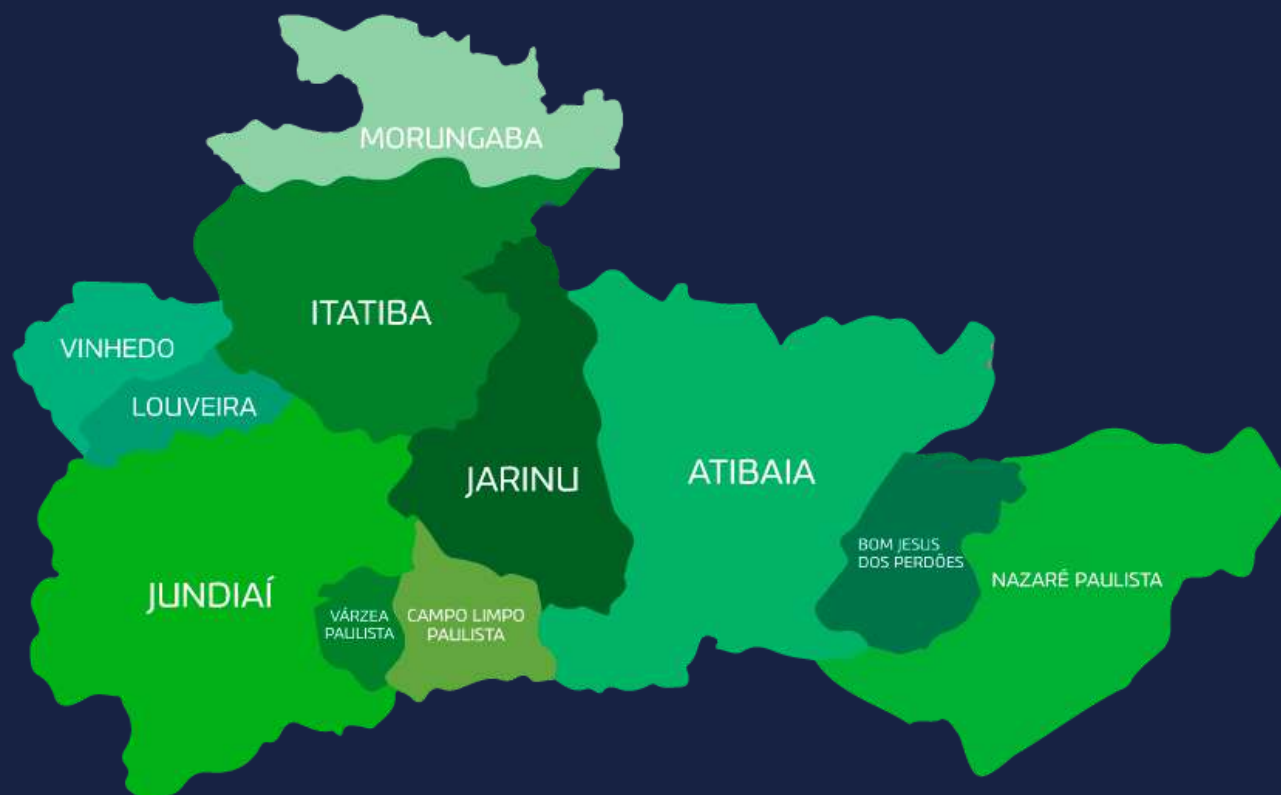 MORUNGABA
ITATIBA
VINHEDO
LOUVEIRA
JARINU
ATIBAIA
BOM JESUS
DOS PERDÕES
NAZARÉ PAULISTA
JUNDIAÍ
VÁRZEA
PAULISTA
CAMPO LIMPO
PAULISTA